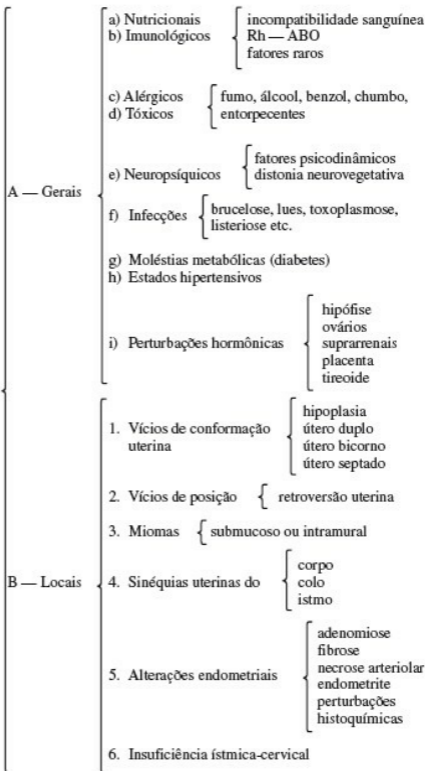 a) Nutricionais
b) Imunológicos
incompatibilidade sanguínea
Rh — ABO
fatores raros
c) Alérgicos
d) Tóxicos
fumo, álcool, benzol, chumbo,
entorpecentes
e) Neuropsíquicos
fatores psicodinâmicos
distonia neurovegetativa
A — Gerais
f) Infecções
brucelose, lues, toxoplasmose,
listeriose etc.
g) Moléstias metabólicas (diabetes)
h) Estados hipertensivos
i) Perturbações hormônicas
hipófise
ovários
suprarrenais
placenta
tireoide
1. Vícios de conformação
uterina
hipoplasia
útero duplo
útero bicorno
útero septado
2. Vícios de posição
retroversão uterina
3. Miomas
submucoso ou intramural
B — Locais
4. Sinéquias uterinas do
corpo
colo
istmo
5. Alterações endometriais
adenomiose
fibrose
necrose arteriolar
endometrite
perturbações
histoquímicas
6. Insuficiência ístmica-cervical